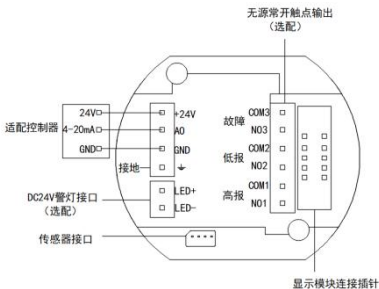 无源常开触点输出
（选配）
24V
4-20mA
GND
适配控制器
接地
+24V
AO
GND
故障
低报
高报
COM3
NO3
COM2
NO2
COM1
NO1
DC24V警灯接口
（选配）
LED+
LED-
传感器接口
显示模块连接插针